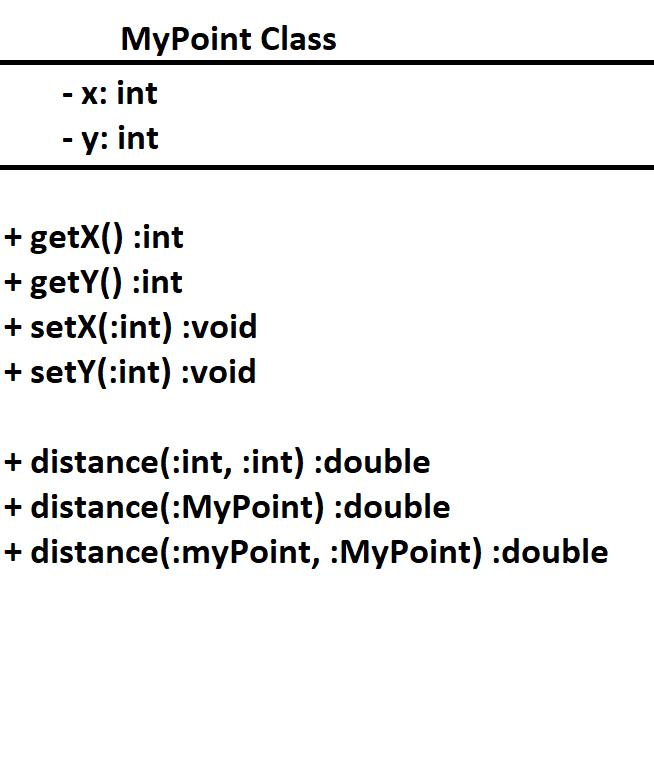 MyPoint Class
- x: int
- y: int
+ getX() :int
+ getY() :int
+ setX(:int) :void
+ setY(:int) :void
+ distance(:int, :int) :double
+ distance(:MyPoint) :double
+ distance(:myPoint, :MyPoint) :double